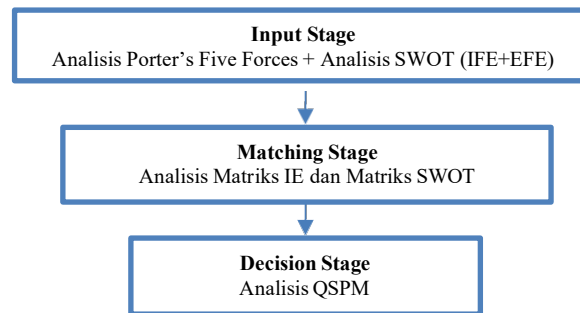 Input Stage
Analisis Porter's Five Forces + Analisis SWOT (IFE+EFE)
Matching Stage
Analisis Matriks IE dan Matriks SWOT
Decision Stage
Analisis QSPM